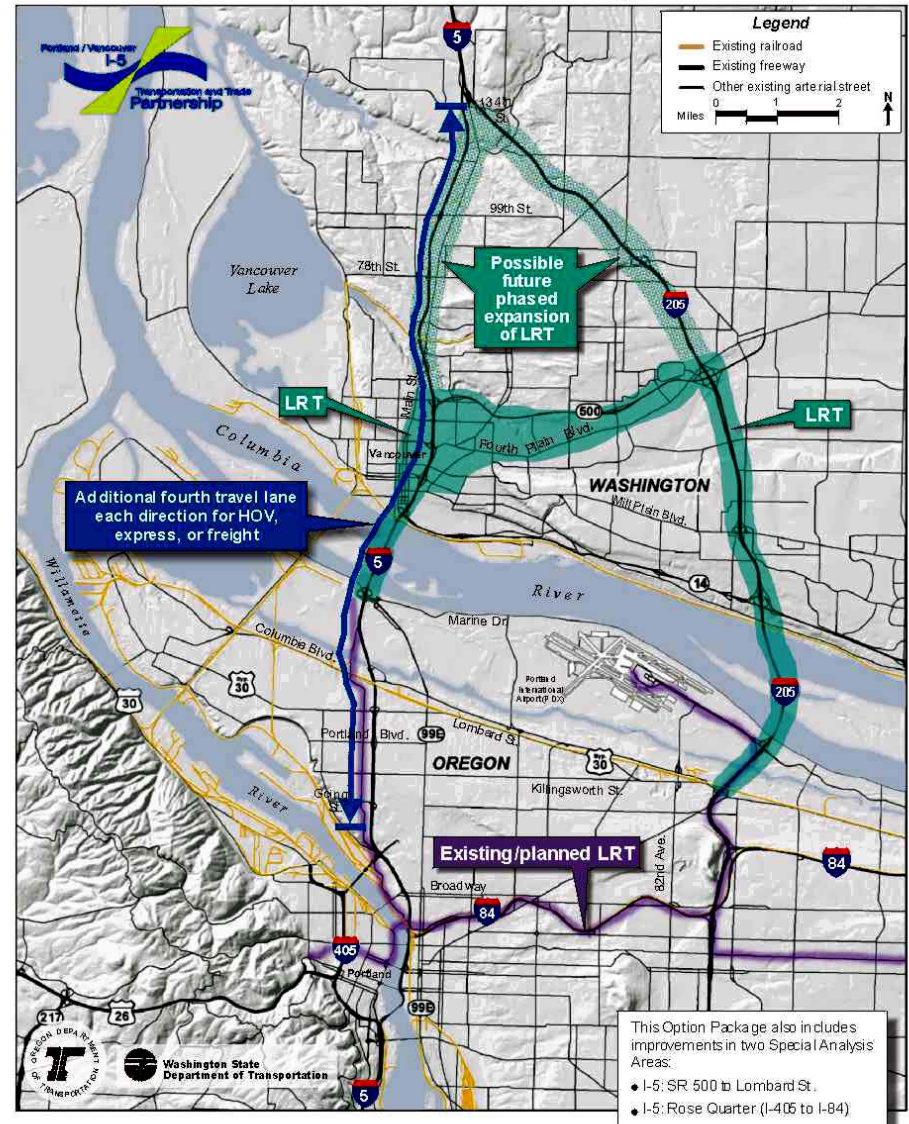 Portland / Vancouver
I-5
Transportation and Trade
Partnership
5
Legend
Existing railroad
Existing freeway
Other existing arterial street
Miles
0 1 2
N
134th
St.
99th St.
78th St.
Vancouver
Lake
Possible
future
phased
expansion
of LRT
205
Main St.
LRT
500
LRT
Fourth Plain Blvd.
Columbia
Vancouver
WASHINGTON
Mill Plain Blvd.
Additional fourth travel lane
each direction for HOV,
express, or freight
5
14
River
Willamette
Marine Dr.
Columbia Blvd.
Portland
International
Airport(PDX)
30
30
205
Portland Blvd.
99E
Lombard St.
30
OREGON
Killingsworth St.
River
Going
St.
Existing/planned LRT
82nd Ave.
84
Broadway
84
405
Portland
99E
217
26
OREGON DEPARTMENT
OF TRANSPORTATION
Washington State
Department of Transportation
5
This Option Package also includes
improvements in two Special Analysis
Areas:
• I-5: SR 500 to Lombard St.
• I-5: Rose Quarter (I-405 to I-84)